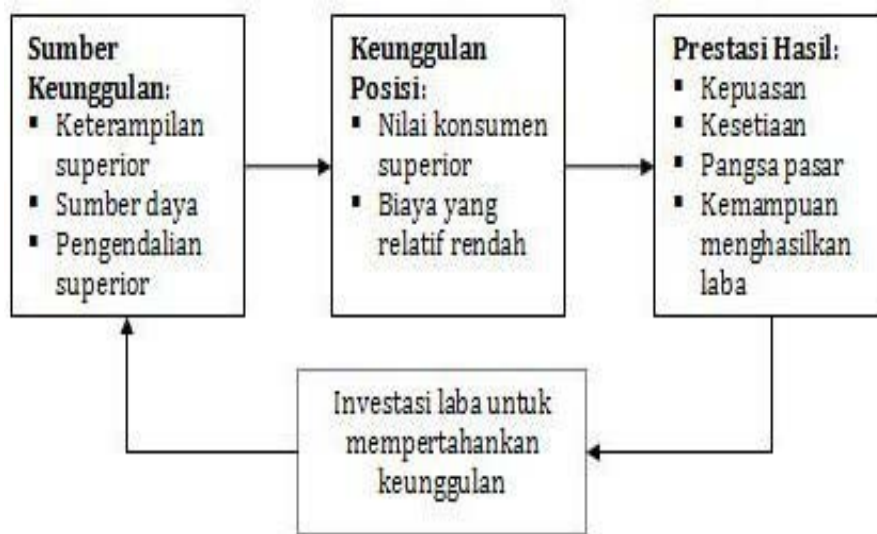 Sumber
Keunggulan:
▪ Keterampilan
superior
▪ Sumber daya
▪ Pengendalian
superior
Keunggulan
Posisi:
▪ Nilai konsumen
superior
▪ Biaya yang
relatif rendah
Prestasi Hasil:
▪ Kepuasan
▪ Kesetiaan
▪ Pangsa pasar
▪ Kemampuan
menghasilkan
laba
Investasi laba untuk
mempertahankan
keunggulan